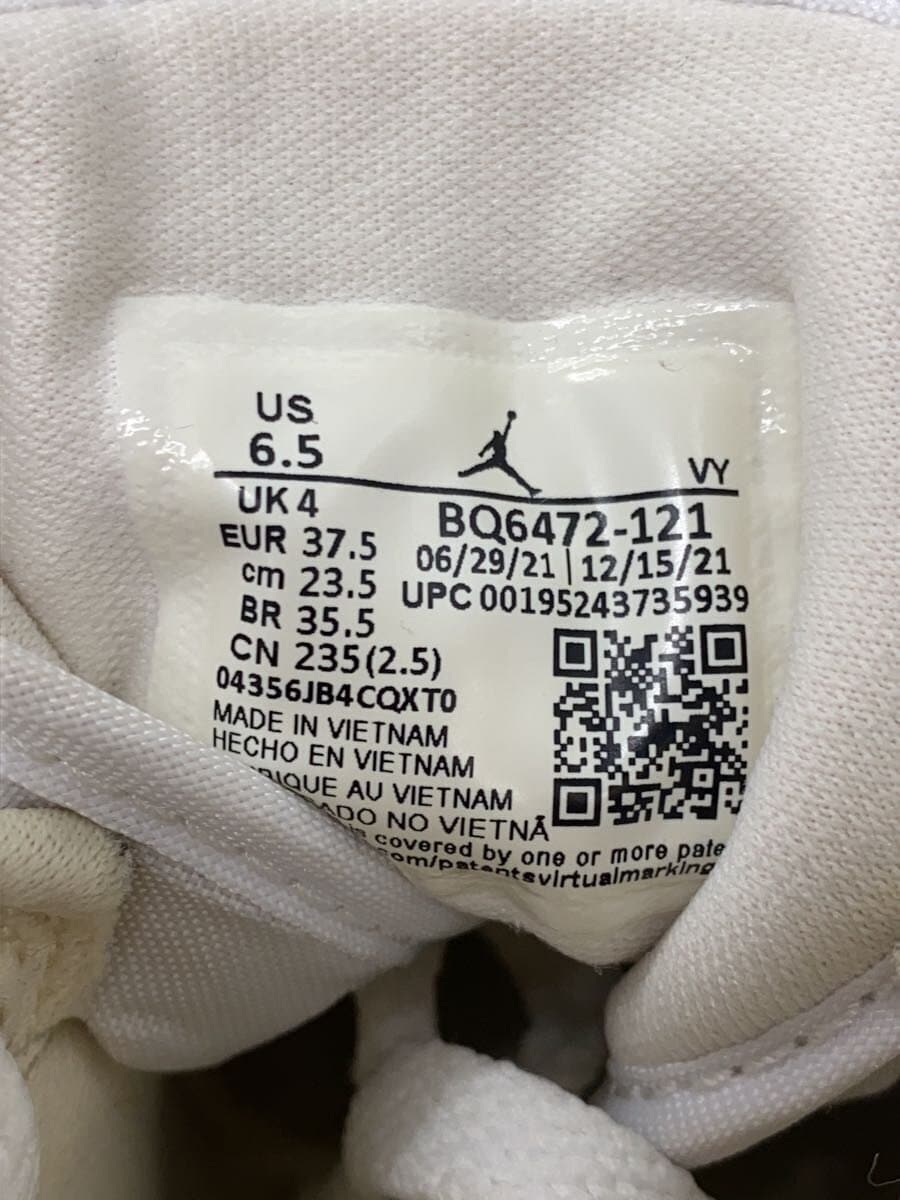 US
6.5
VY
UK 4
EUR 37.5
cm 23.5
BR 35.5
CN 235(2.5)
04356JB4CQXT0
BQ6472-121
06/29/21 | 12/15/21
UPC 00195243735939
MADE IN VIETNAM
HECHO EN VIETNAM
RIQUE AU VIETNAM
ADO NO VIETNÃ
covered by one or more pate
om/patentsvirtualmarking